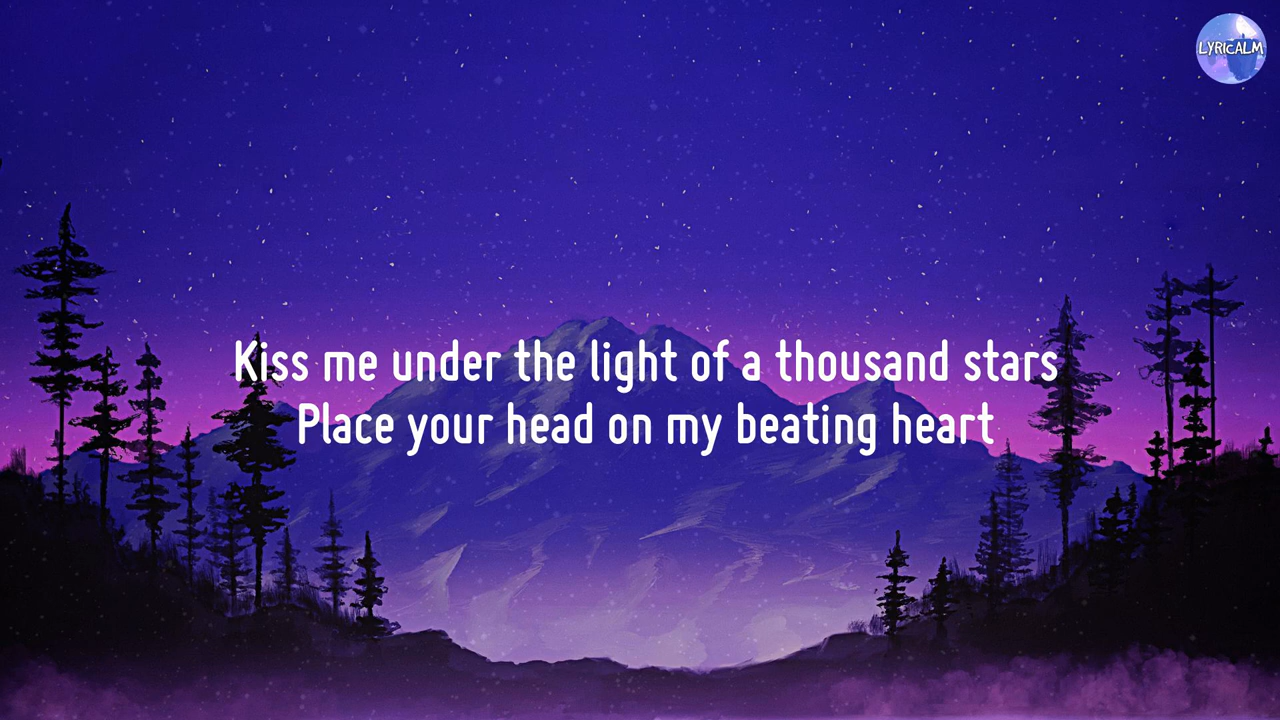 LYRICALM
Kiss me under the light of a thousand stars
Place your head on my beating heart